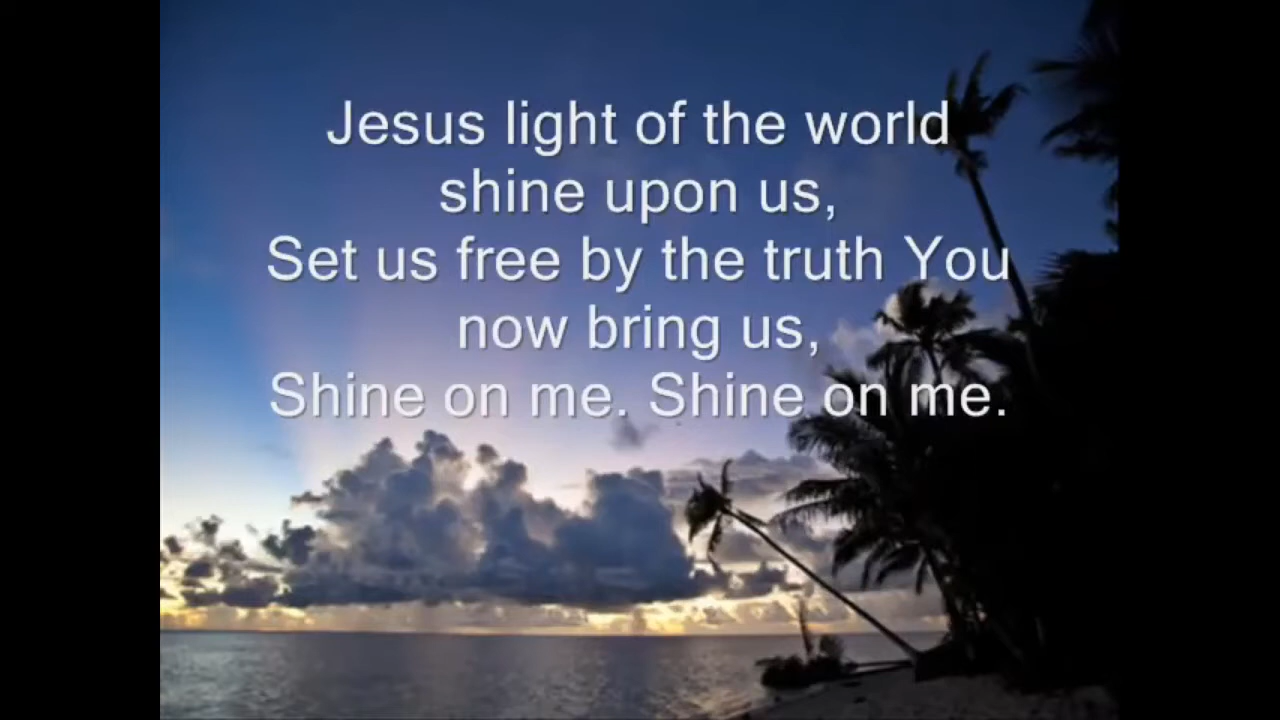 Jesus light of the world
shine upon us,
Set us free by the truth You
now bring us,
Shine on me. Shine on me.